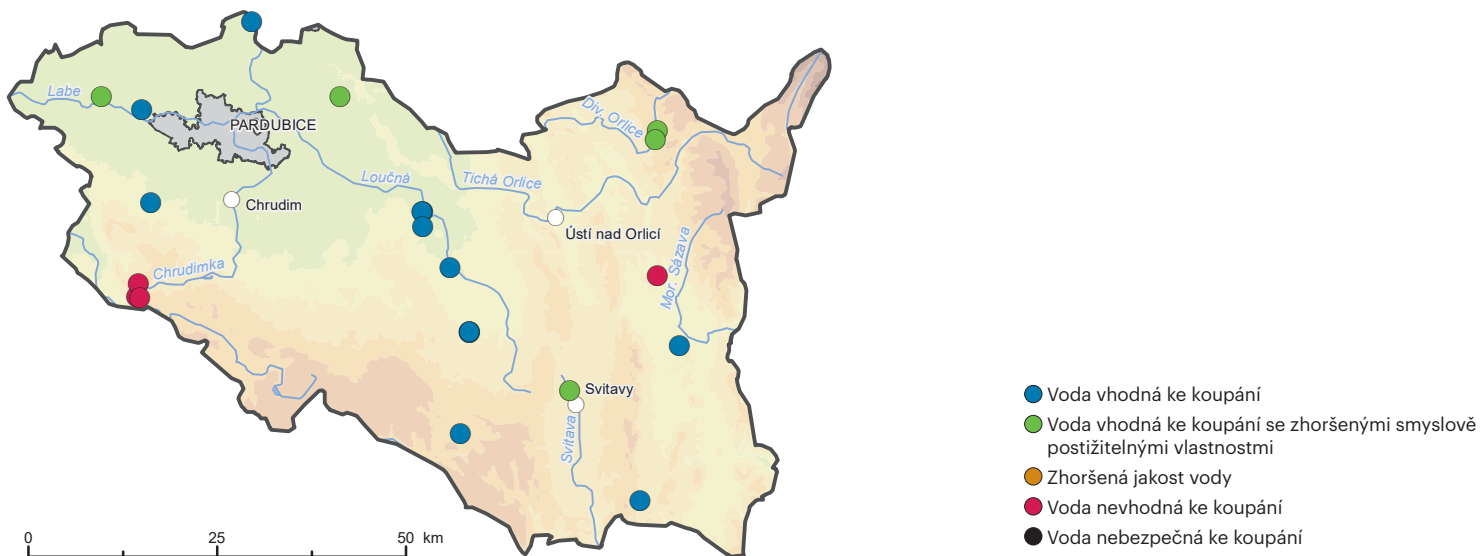 Labe
PARDUBICE
Div. Orlice
Loučná
Tichá Orlice
Chrudim
Ústí nad Orlicí
Chrudimka
Mor. Sázava
Svitavy
Svitava
0 25 50 km
Voda vhodná ke koupání
Voda vhodná ke koupání se zhoršenými smyslově
postižitelnými vlastnostmi
Zhoršená jakost vody
Voda nevhodná ke koupání
Voda nebezpečná ke koupání